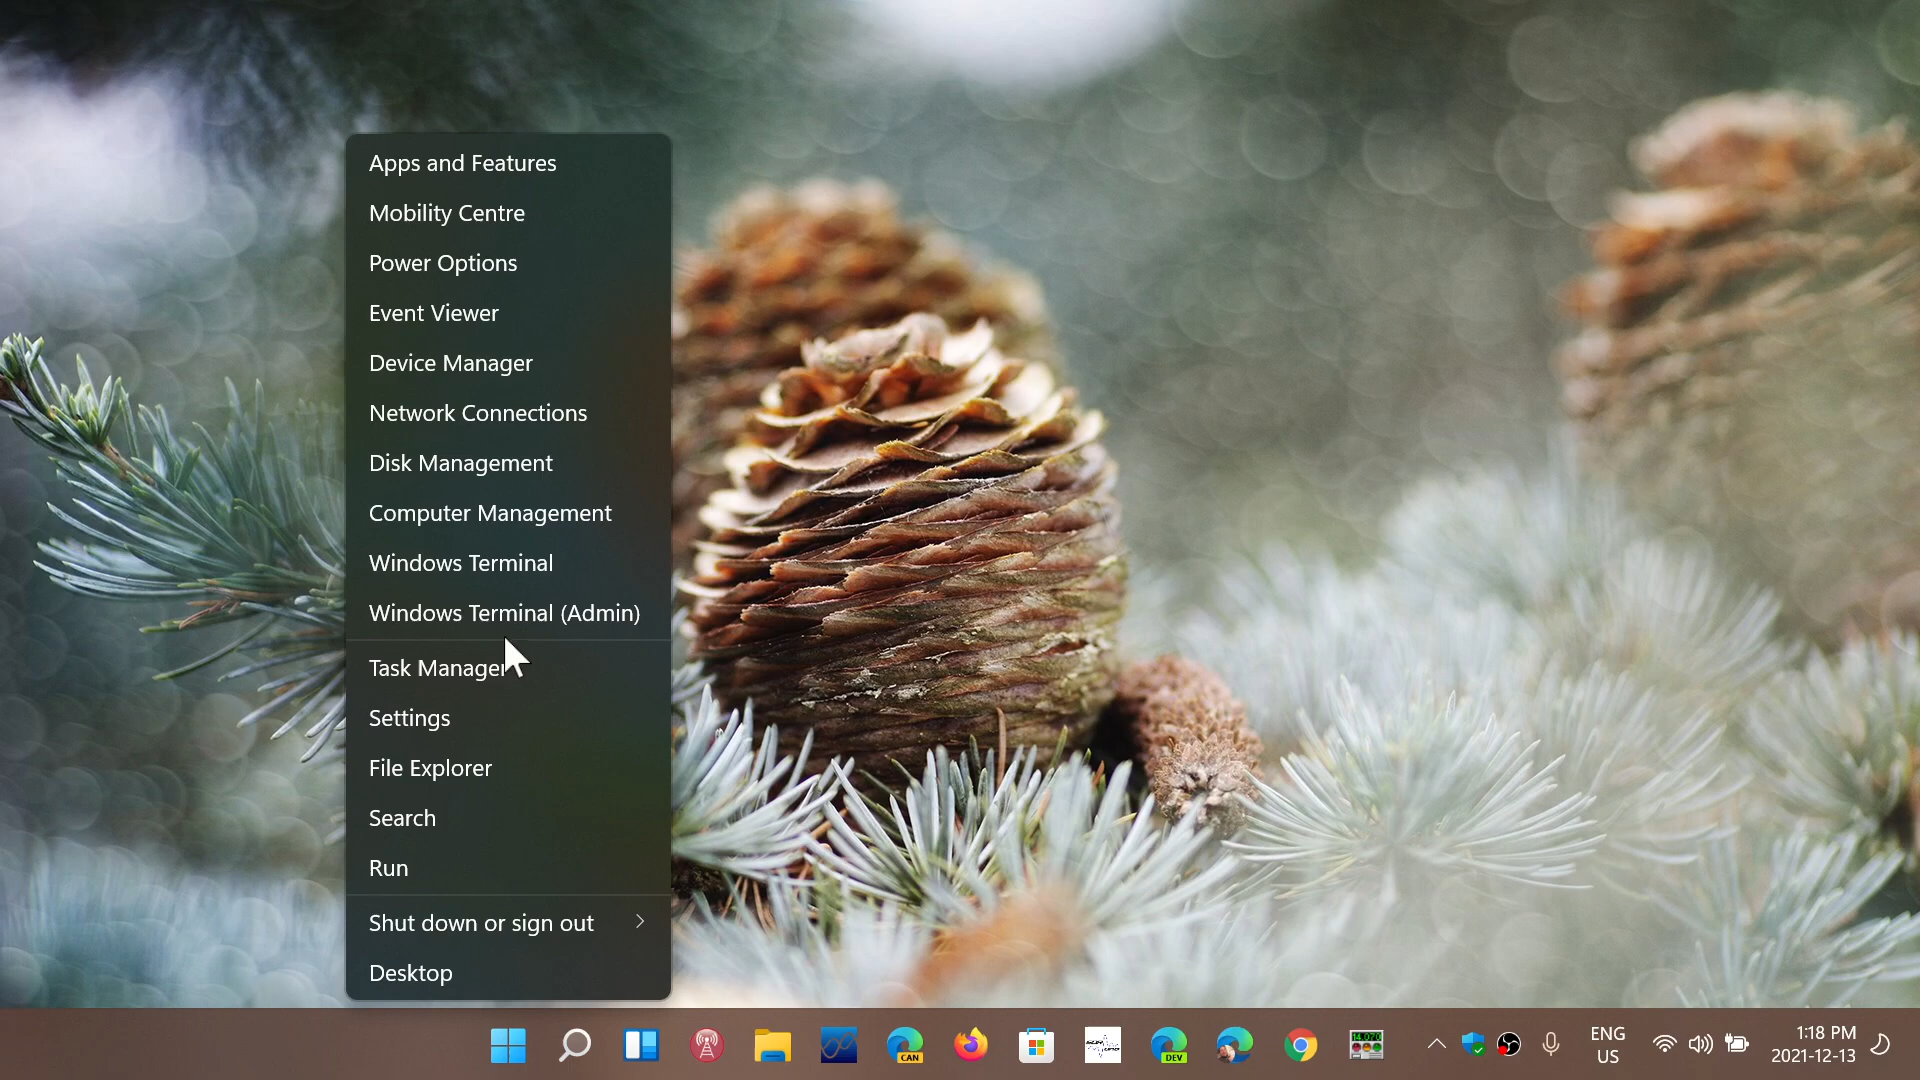 Apps and Features
Mobility Centre
Power Options
Event Viewer
Device Manager
Network Connections
Disk Management
Computer Management
Windows Terminal
Windows Terminal (Admin)
Task Manager
Settings
File Explorer
Search
Run
Shut down or sign out
Desktop
CAN
DEV
ENG
US
1:18 PM
2021-12-13